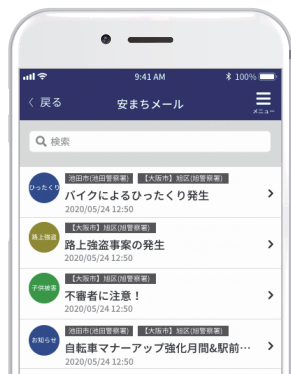 9:41 AM 100%
戻る 安まちメール メニュー
検索
池田市(池田警察署) 【大阪市】旭区(旭警察署)
ひったくり
バイクによるひったくり発生
2020/05/24 12:50
【大阪市】旭区(旭警察署)
路上強盗
路上強盗事案の発生
2020/05/24 12:50
【大阪市】旭区(旭警察署)
子供被害
不審者に注意！
2020/05/24 12:50
池田市(池田警察署) 【大阪市】旭区(旭警察署)
お知らせ
自転車マナーアップ強化月間&駅前…
2020/05/24 12:50